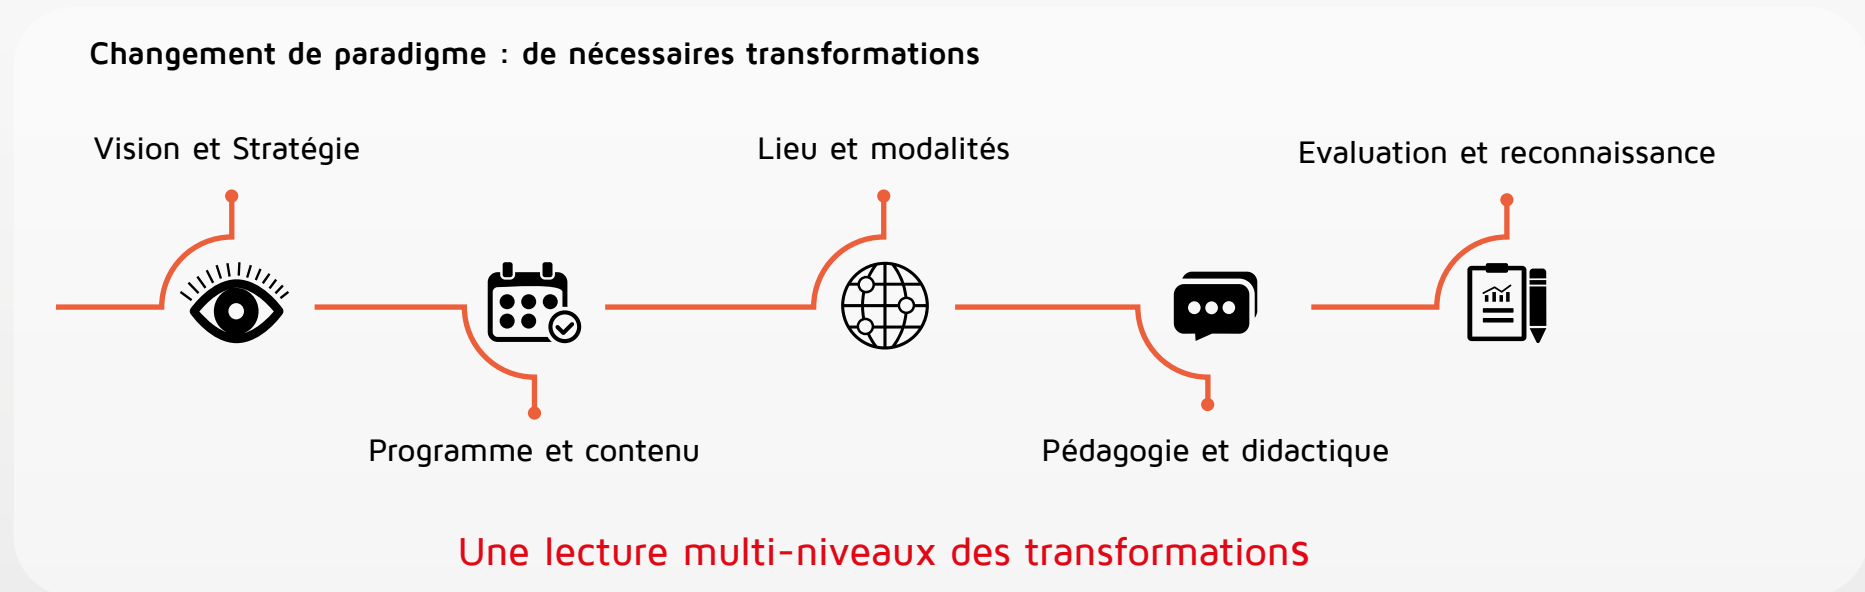 Changement de paradigme : de nécessaires transformations
Vision et Stratégie
Lieu et modalités
Evaluation et reconnaissance
Programme et contenu
Pédagogie et didactique
Une lecture multi-niveaux des transformations